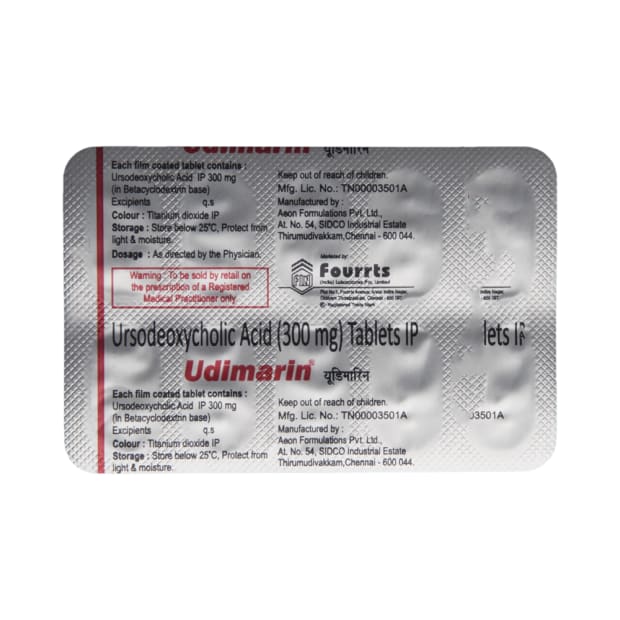 Udimarin यूडिमारिन
Each film coated tablet contains :
Ursodeoxycholic Acid IP 300 mg
(in Betacyclodextrin base)
Excipients q.s
Colour : Titanium dioxide IP
Storage : Store below 25°C, Protect from
light & moisture.
Dosage : As directed by the Physician.
Warning : To be sold by retail on
the prescription of a Registered
Medical Practitioner only
Keep out of reach of children.
Mfg. Lic. No.: TN00003501A
Manufactured by :
Aeon Formulations Pvt. Ltd.,
At. No. 54, SIDCO Industrial Estate
Thirumudivakkam,Chennai - 600 044.
Marketed by:
Fourrts
(India) Laboratories Pvt. Limited
Registered Trade Mark
Ursodeoxycholic Acid (300 mg) Tablets IP
lets IP
Udimarin® यूडिमारिन
Each film coated tablet contains :
Ursodeoxycholic Acid IP 300 mg
(in Betacyclodextrin base)
Excipients q.s
Colour : Titanium dioxide IP
Storage : Store below 25°C, Protect from
light & moisture.
Keep out of reach of children.
Mfg. Lic. No.: TN00003501A
Manufactured by :
Aeon Formulations Pvt. Ltd.,
At. No. 54, SIDCO Industrial Estate
Thirumudivakkam,Chennai - 600 044.
03501A